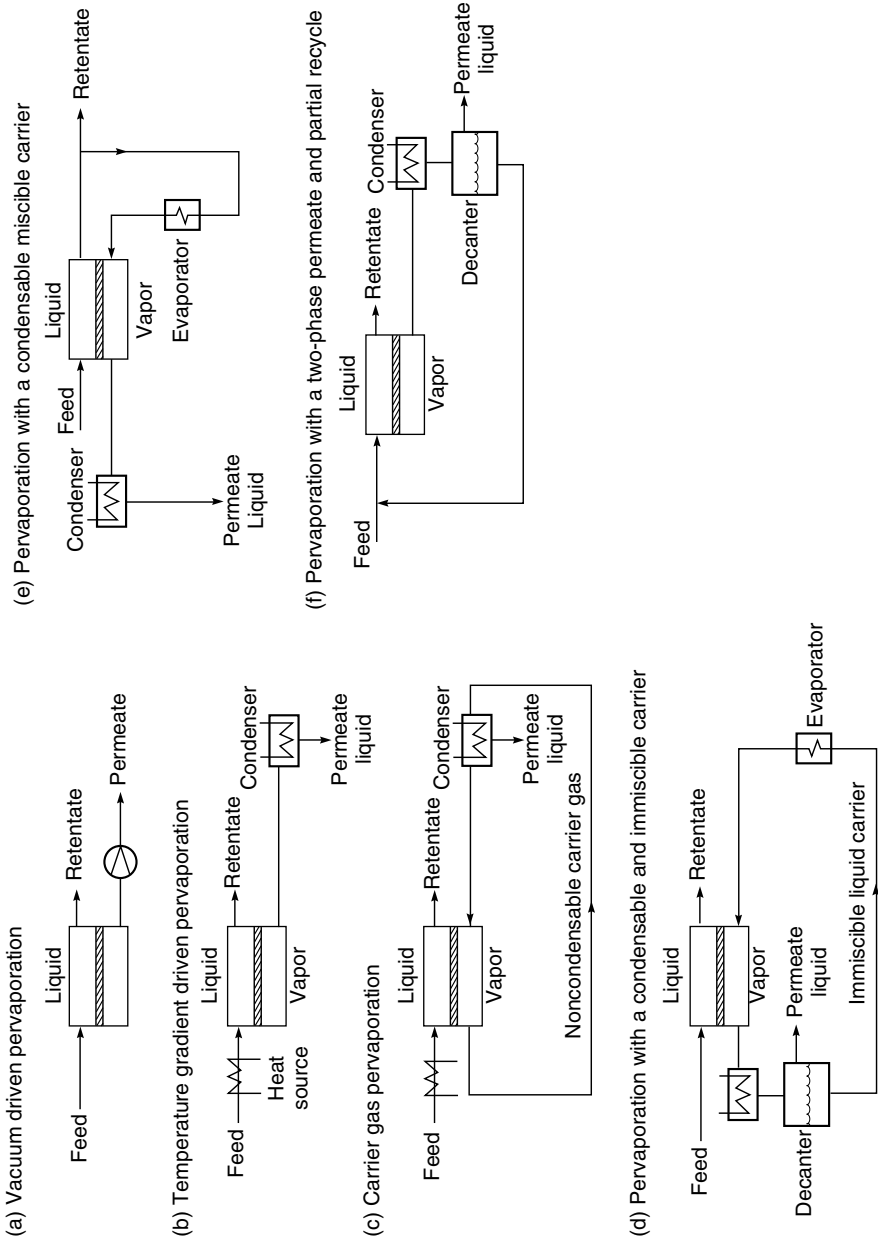 (a) Vacuum driven pervaporation
Liquid
Feed
Retentate
Permeate
(b) Temperature gradient driven pervaporation
Liquid
Feed
Retentate
Condenser
Heat
source
Vapor
Permeate
liquid
(c) Carrier gas pervaporation
Liquid
Feed
Retentate
Condenser
Vapor
Permeate
liquid
Noncondensable carrier gas
(d) Pervaporation with a condensable and immiscible carrier
Liquid
Feed
Retentate
Vapor
Permeate
liquid
Evaporator
Decanter
Immiscible liquid carrier
(e) Pervaporation with a condensable miscible carrier
Liquid
Feed
Retentate
Condenser
Vapor
Evaporator
Permeate
Liquid
(f) Pervaporation with a two-phase permeate and partial recycle
Liquid
Feed
Retentate
Condenser
Vapor
Decanter
Permeate
liquid